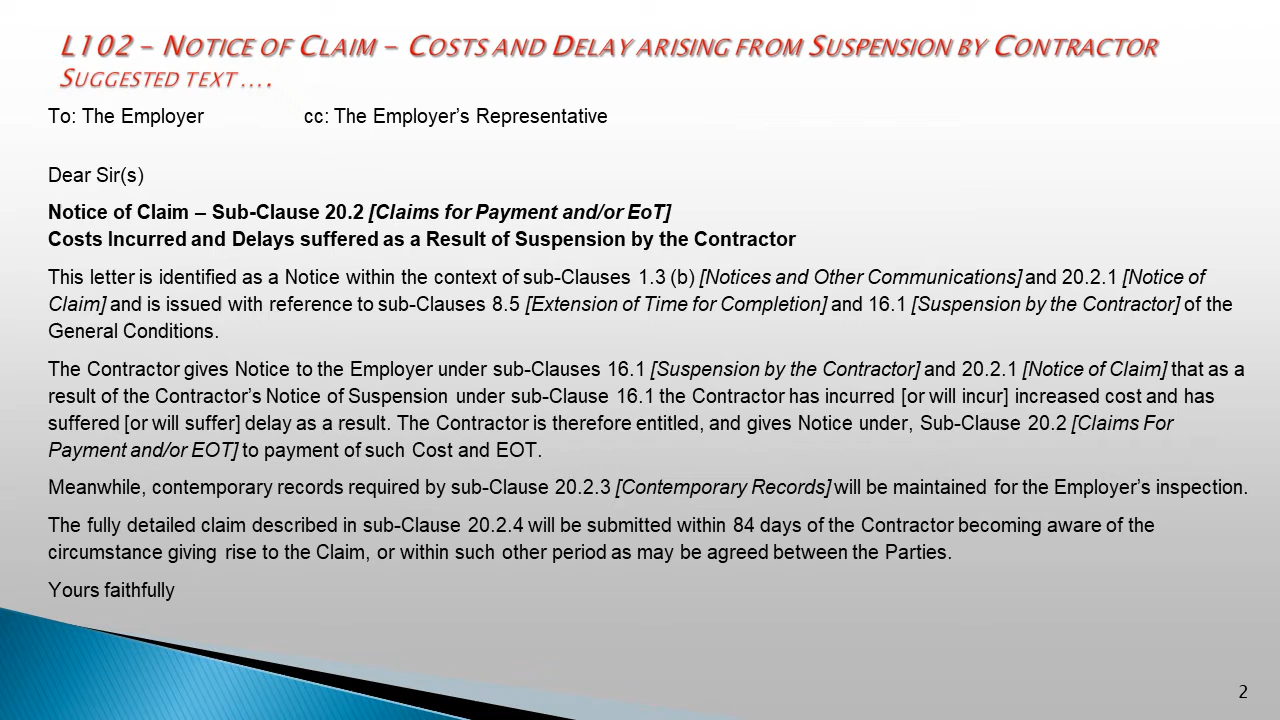 L102 – Notice of Claim – Costs and Delay arising from Suspension by Contractor
Suggested text ….
To: The Employer cc: The Employer’s Representative
Dear Sir(s)
Notice of Claim – Sub-Clause 20.2 [Claims for Payment and/or EoT]
Costs Incurred and Delays suffered as a Result of Suspension by the Contractor
This letter is identified as a Notice within the context of sub-Clauses 1.3 (b) [Notices and Other Communications] and 20.2.1 [Notice of
Claim] and is issued with reference to sub-Clauses 8.5 [Extension of Time for Completion] and 16.1 [Suspension by the Contractor] of the
General Conditions.
The Contractor gives Notice to the Employer under sub-Clauses 16.1 [Suspension by the Contractor] and 20.2.1 [Notice of Claim] that as a
result of the Contractor’s Notice of Suspension under sub-Clause 16.1 the Contractor has incurred [or will incur] increased cost and has
suffered [or will suffer] delay as a result. The Contractor is therefore entitled, and gives Notice under, Sub-Clause 20.2 [Claims For
Payment and/or EOT] to payment of such Cost and EOT.
Meanwhile, contemporary records required by sub-Clause 20.2.3 [Contemporary Records] will be maintained for the Employer’s inspection.
The fully detailed claim described in sub-Clause 20.2.4 will be submitted within 84 days of the Contractor becoming aware of the
circumstance giving rise to the Claim, or within such other period as may be agreed between the Parties.
Yours faithfully
2